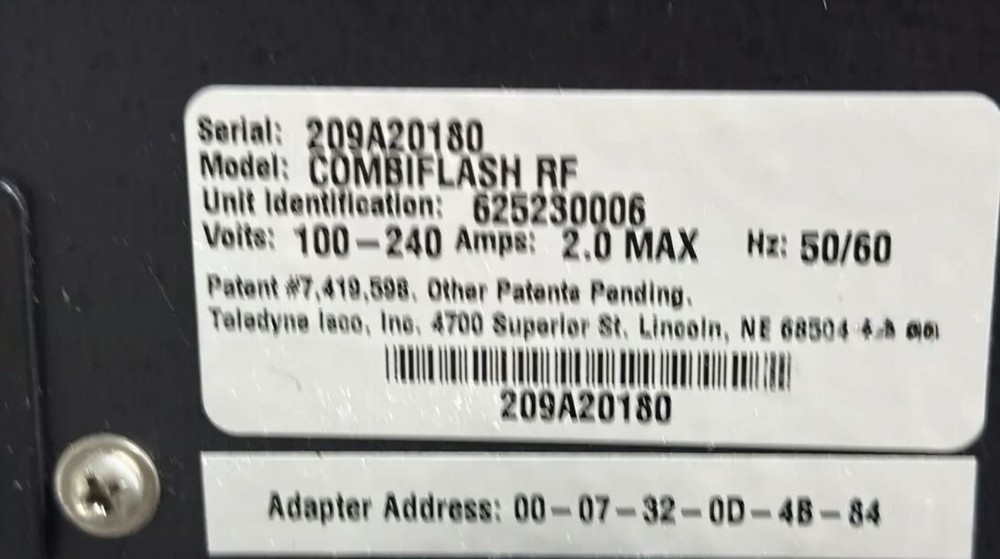 Serial: 209A20180
Model: COMBIFLASH RF
Unit Identification: 625230006
Volts: 100-240 Amps: 2.0 MAX Hz: 50/60
Patent #7,419,598. Other Patents Pending.
Teledyne Isco, Inc. 4700 Superior St. Lincoln, NE 68504
209A20180
Adapter Address: 00-07-32-0D-4B-84